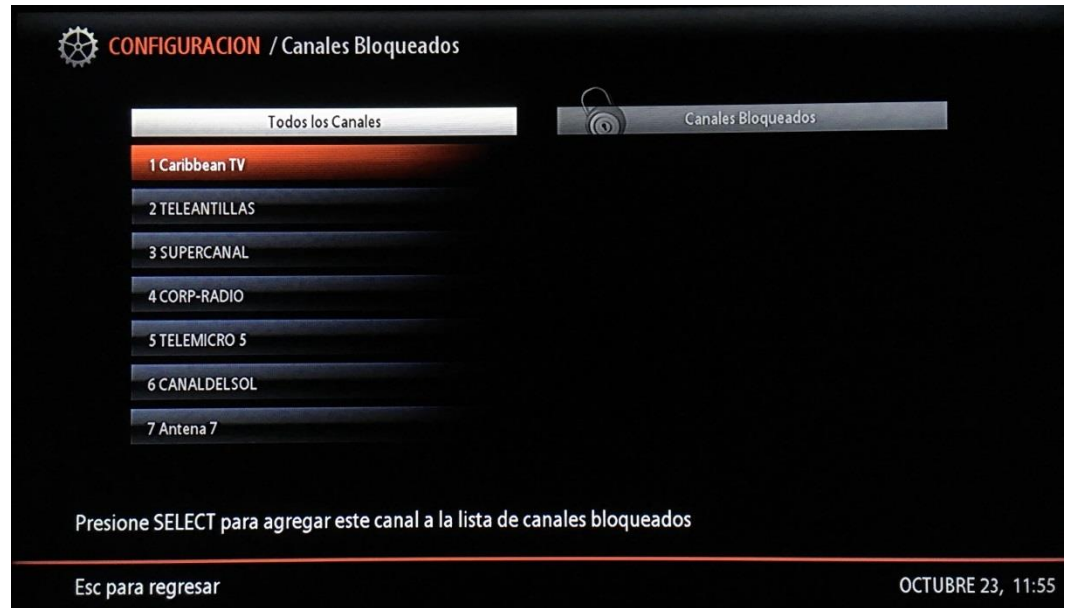 CONFIGURACION / Canales Bloqueados
Todos los Canales
Canales Bloqueados
1 Caribbean TV
2 TELEANTILLAS
3 SUPERCANAL
4 CORP-RADIO
5 TELEMICRO 5
6 CANALDELSOL
7 Antena 7
Presione SELECT para agregar este canal a la lista de canales bloqueados
Esc para regresar
OCTUBRE 23, 11:55